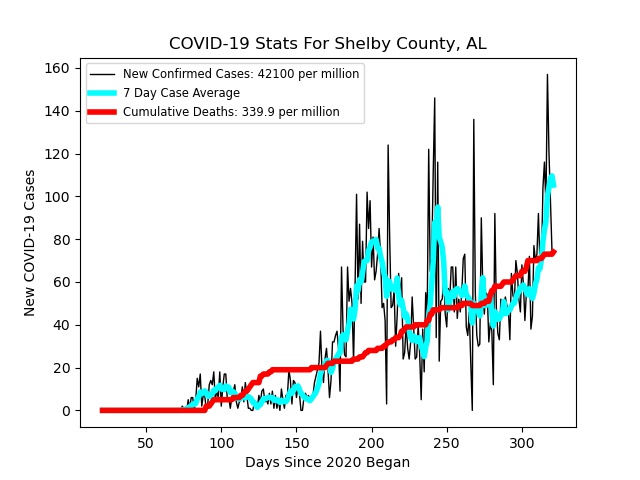 COVID-19 Stats For Shelby County, AL
New Confirmed Cases: 42100 per million
7 Day Case Average
Cumulative Deaths: 339.9 per million
New COVID-19 Cases
160
140
120
100
80
60
40
20
0
50 100 150 200 250 300
Days Since 2020 Began